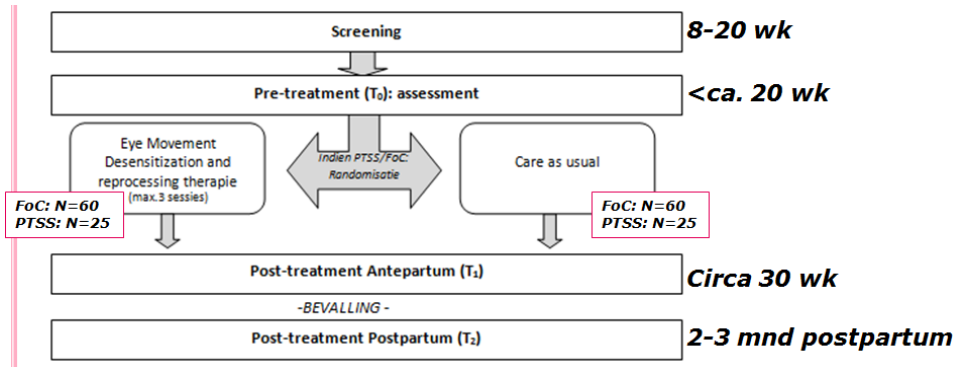 Screening
8-20 wk
Pre-treatment (T₀): assessment
<ca. 20 wk
Eye Movement
Desensitization and
reprocessing therapie
(max.3 sessies)
FoC: N=60
PTSS: N=25
Indien PTSS/FoC:
Randomisatie
Care as usual
FoC: N=60
PTSS: N=25
Post-treatment Antepartum (T₁)
Circa 30 wk
-BEVALLING -
Post-treatment Postpartum (T₂)
2-3 mnd postpartum